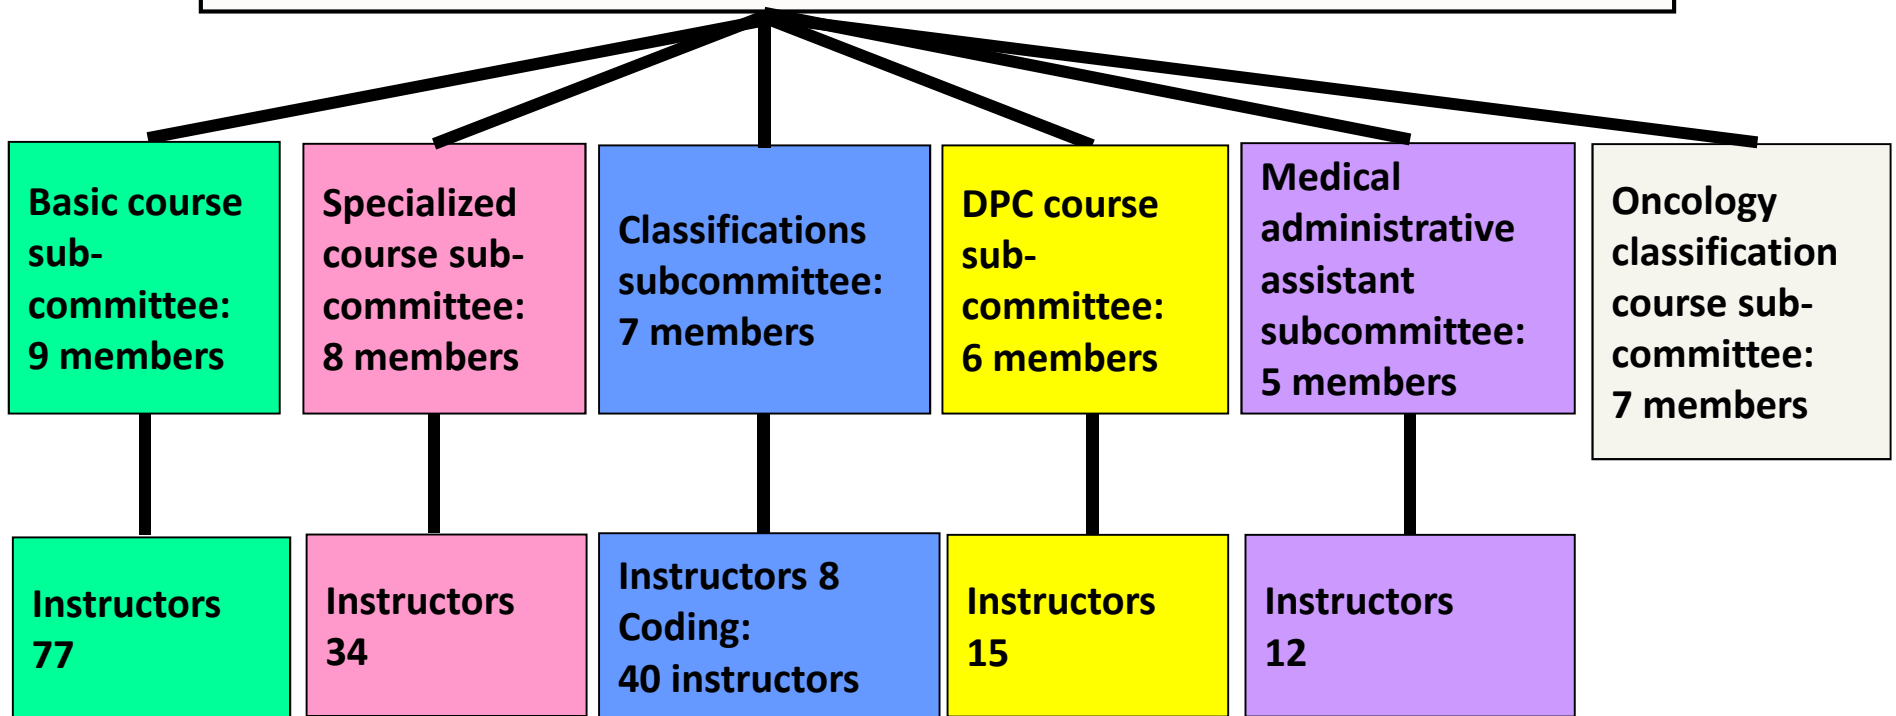 Basic course
sub-
committee:
9 members
Specialized
course sub-
committee:
8 members
Classifications
subcommittee:
7 members
DPC course
sub-
committee:
6 members
Medical
administrative
assistant
subcommittee:
5 members
Oncology
classification
course sub-
committee:
7 members
Instructors
77
Instructors
34
Instructors 8
Coding:
40 instructors
Instructors
15
Instructors
12